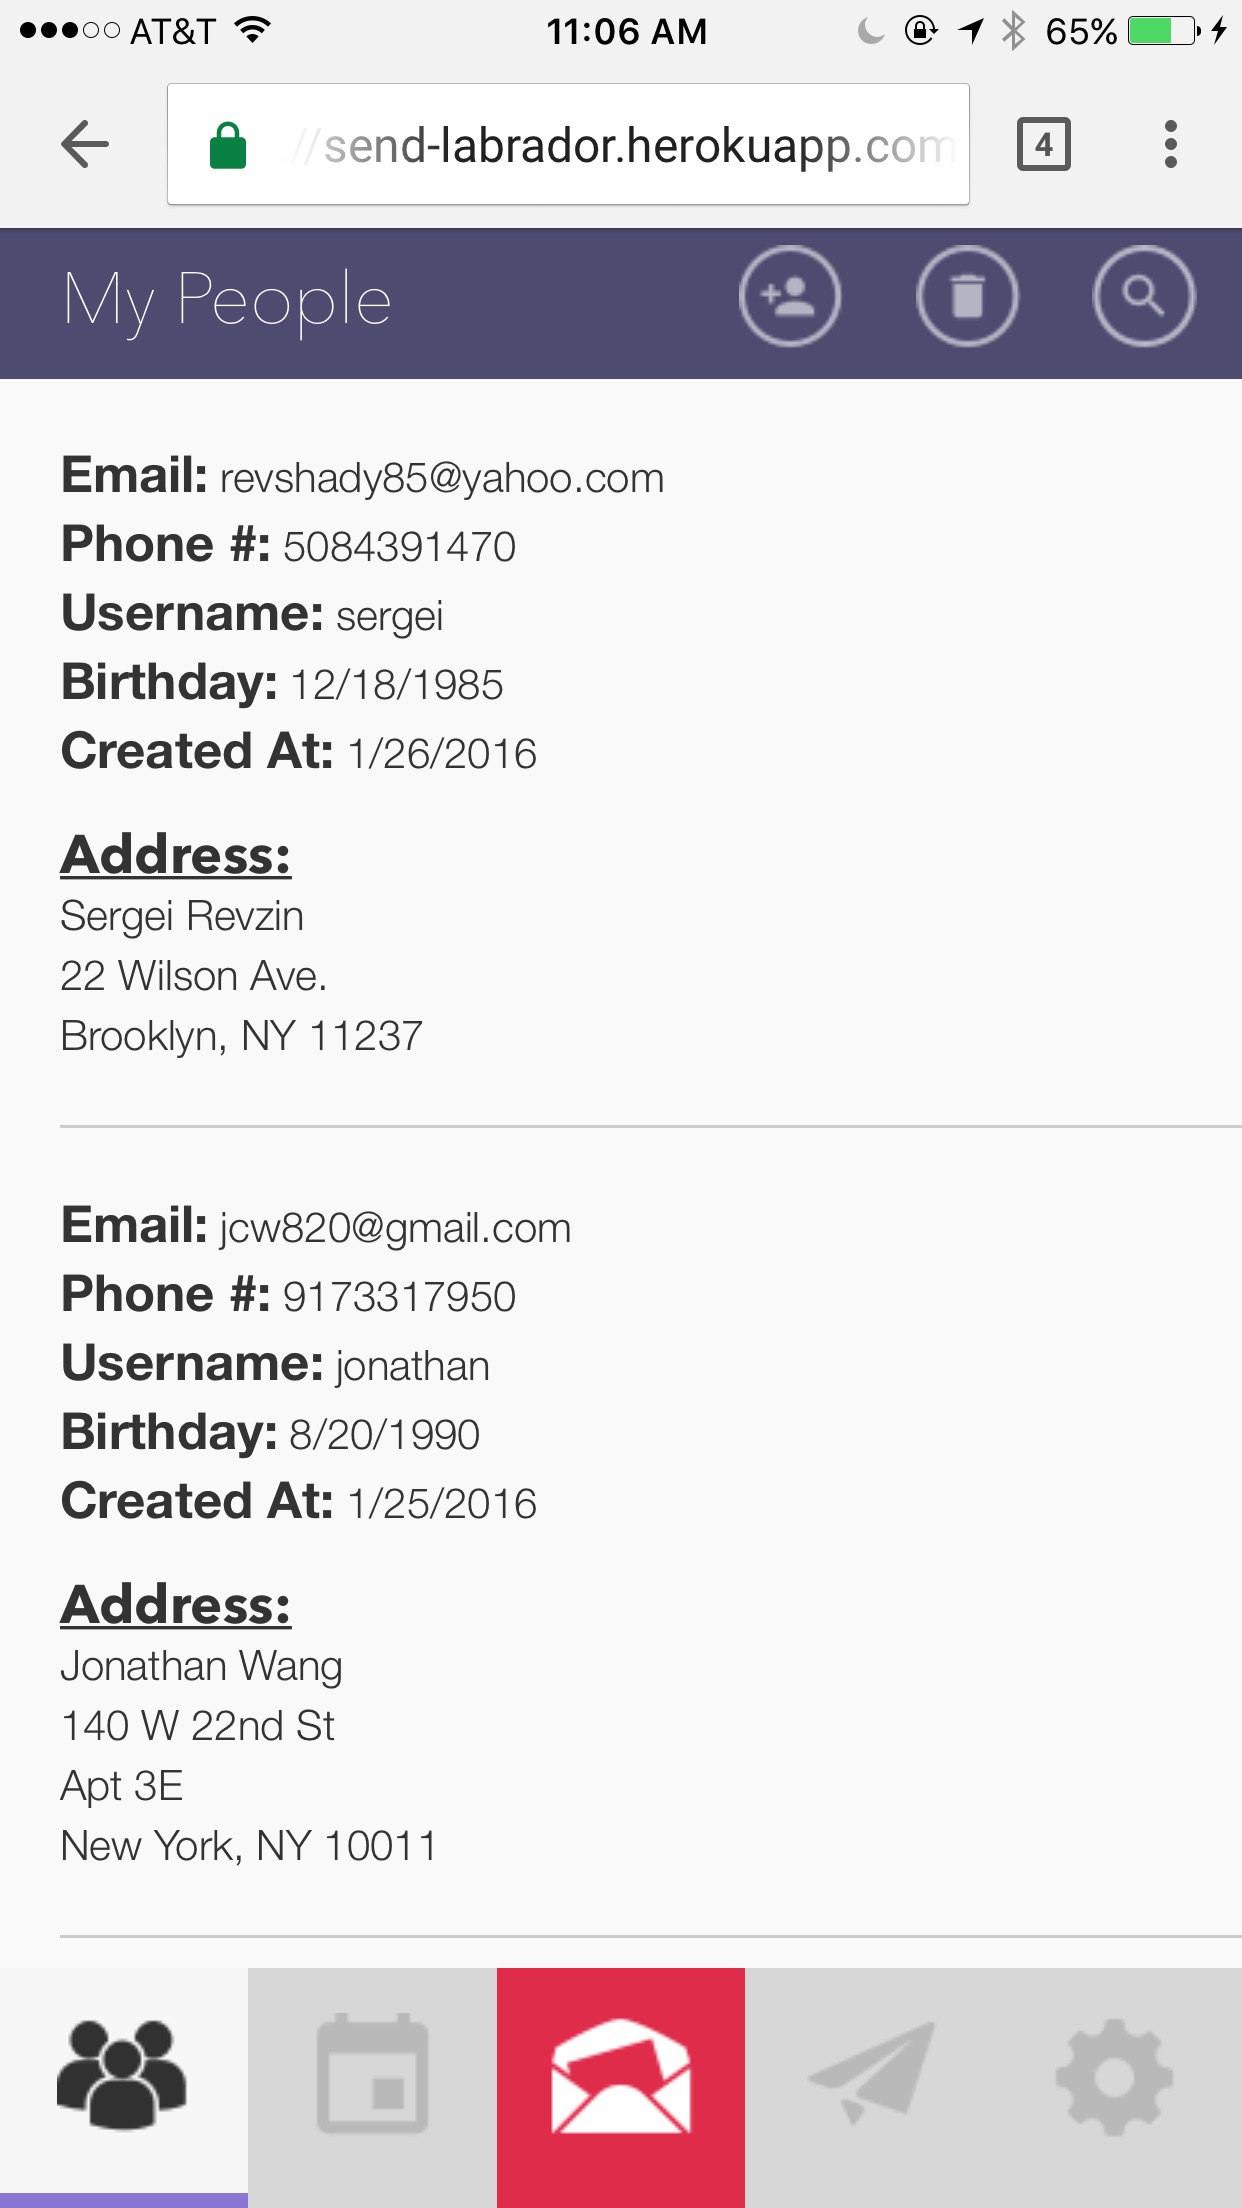 AT&T 11:06 AM 65%
//send-labrador.herokuapp.com
4
My People
Email: revshady85@yahoo.com
Phone #: 5084391470
Username: sergei
Birthday: 12/18/1985
Created At: 1/26/2016
Address:
Sergei Revzin
22 Wilson Ave.
Brooklyn, NY 11237
Email: jcw820@gmail.com
Phone #: 9173317950
Username: jonathan
Birthday: 8/20/1990
Created At: 1/25/2016
Address:
Jonathan Wang
140 W 22nd St
Apt 3E
New York, NY 10011